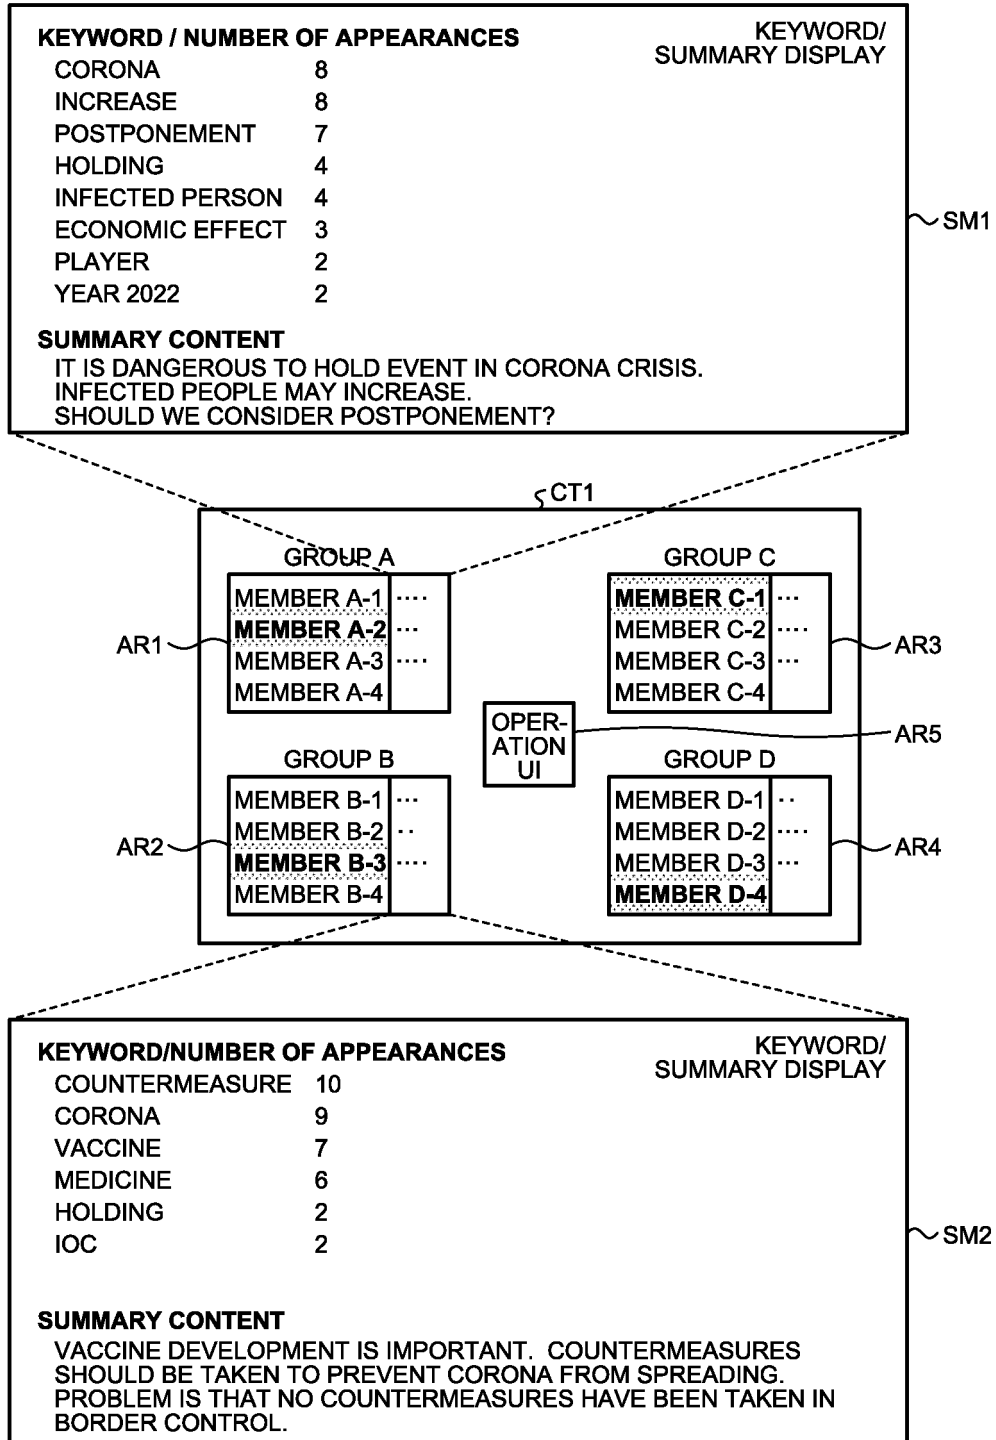 KEYWORD / NUMBER OF APPEARANCES
KEYWORD/
SUMMARY DISPLAY
CORONA 8
INCREASE 8
POSTPONEMENT 7
HOLDING 4
INFECTED PERSON 4
ECONOMIC EFFECT 3
PLAYER 2
YEAR 2022 2
SM1
SUMMARY CONTENT
IT IS DANGEROUS TO HOLD EVENT IN CORONA CRISIS.
INFECTED PEOPLE MAY INCREASE.
SHOULD WE CONSIDER POSTPONEMENT?
CT1
GROUP A
MEMBER A-1 ····
MEMBER A-2 ···
MEMBER A-3 ····
MEMBER A-4
AR1
GROUP C
MEMBER C-1 ···
MEMBER C-2 ····
MEMBER C-3 ···
MEMBER C-4
AR3
OPER-
ATION
UI
AR5
GROUP B
MEMBER B-1 ···
MEMBER B-2 ··
MEMBER B-3 ····
MEMBER B-4
AR2
GROUP D
MEMBER D-1 ··
MEMBER D-2 ····
MEMBER D-3 ···
MEMBER D-4
AR4
KEYWORD/NUMBER OF APPEARANCES
KEYWORD/
SUMMARY DISPLAY
COUNTERMEASURE 10
CORONA 9
VACCINE 7
MEDICINE 6
HOLDING 2
IOC 2
SM2
SUMMARY CONTENT
VACCINE DEVELOPMENT IS IMPORTANT. COUNTERMEASURES
SHOULD BE TAKEN TO PREVENT CORONA FROM SPREADING.
PROBLEM IS THAT NO COUNTERMEASURES HAVE BEEN TAKEN IN
BORDER CONTROL.